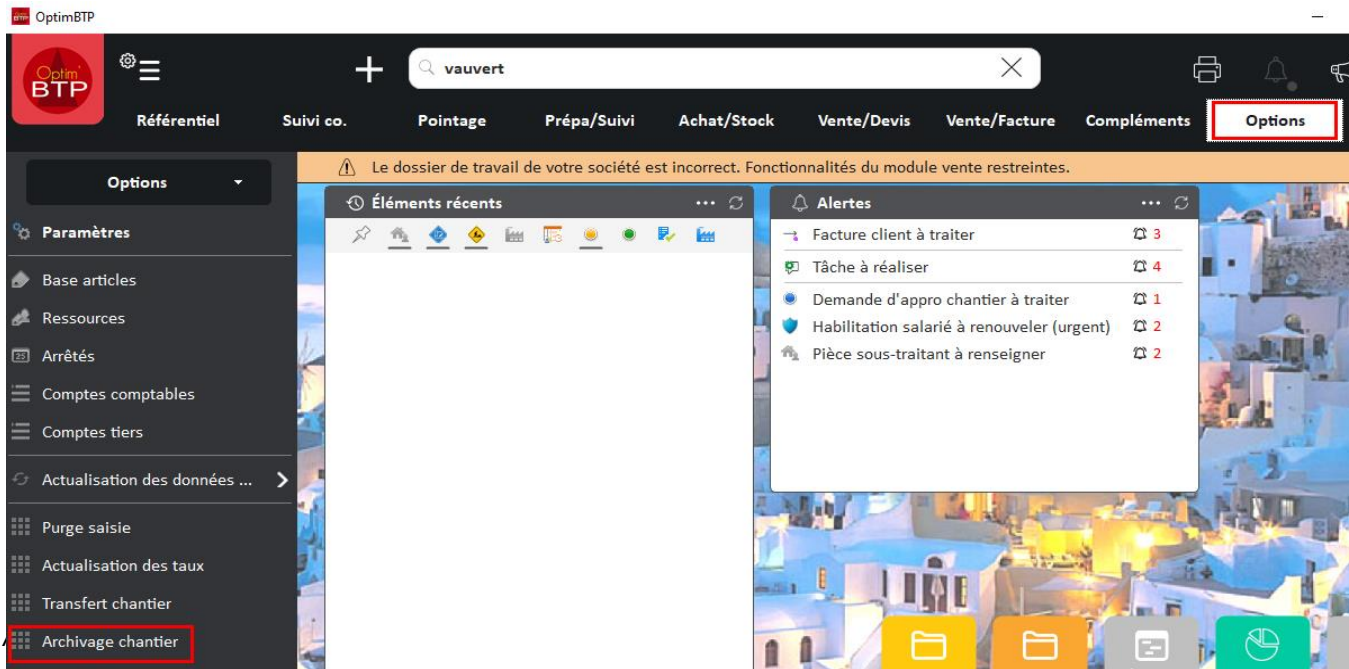 OptimBTP
Optim'
BTP
vauvert
Référentiel Suivi co. Pointage Prépa/Suivi Achat/Stock Vente/Devis Vente/Facture Compléments Options
Options
Le dossier de travail de votre société est incorrect. Fonctionnalités du module vente restreintes.
Paramètres
Base articles
Ressources
Arrêtés
Comptes comptables
Comptes tiers
Actualisation des données ...
Purge saisie
Actualisation des taux
Transfert chantier
Archivage chantier
Éléments récents
Alertes
Facture client à traiter 3
Tâche à réaliser 4
Demande d'appro chantier à traiter 1
Habilitation salarié à renouveler (urgent) 2
Pièce sous-traitant à renseigner 2